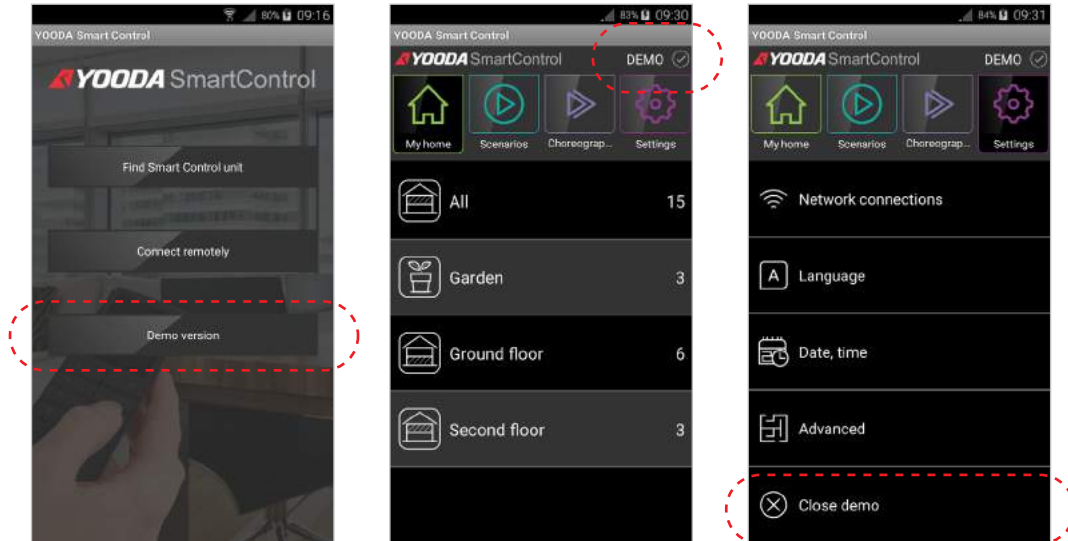 80% 09:16
YOODA Smart Control
YOODA SmartControl
Find Smart Control unit
Connect remotely
Demo version
83% 09:30
YOODA Smart Control
YOODA SmartControl DEMO
My home Scenarios Choreograp... Settings
All 15
Garden 3
Ground floor 6
Second floor 3
84% 09:31
YOODA Smart Control
YOODA SmartControl DEMO
My home Scenarios Choreograp... Settings
Network connections
A Language
Date, time
Advanced
Close demo